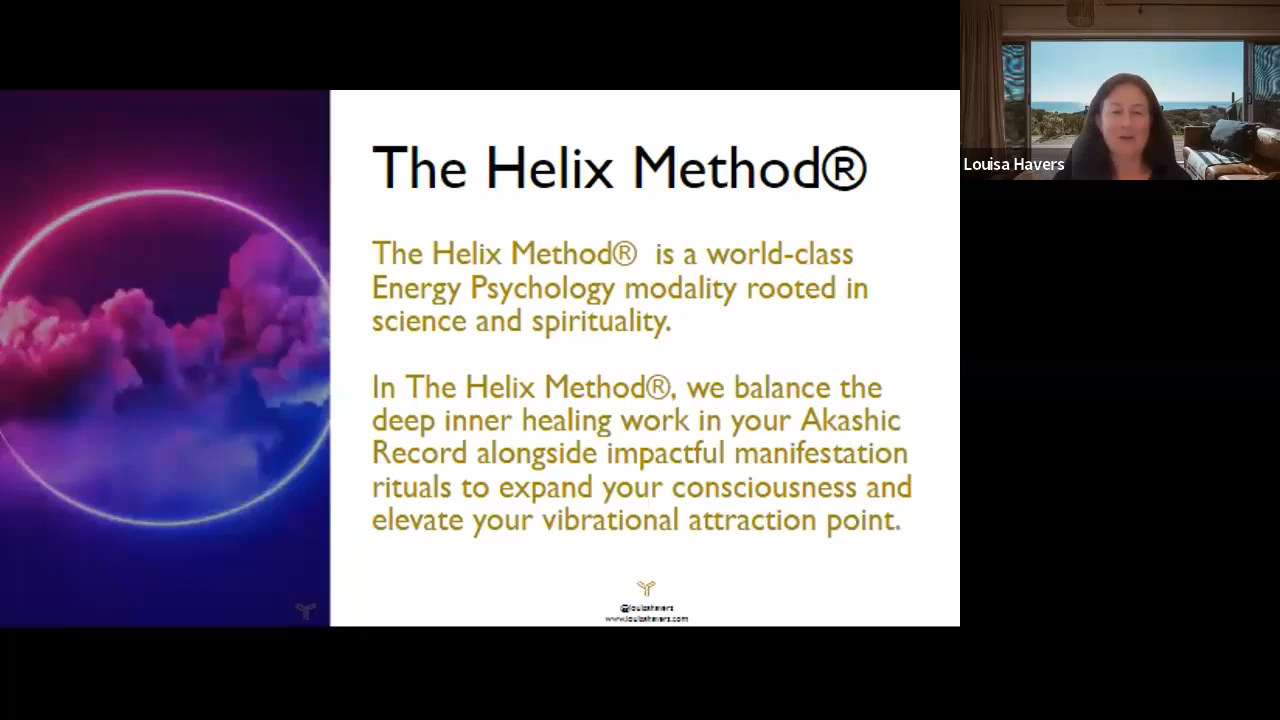 The Helix Method®
The Helix Method® is a world-class
Energy Psychology modality rooted in
science and spirituality.
In The Helix Method®, we balance the
deep inner healing work in your Akashic
Record alongside impactful manifestation
rituals to expand your consciousness and
elevate your vibrational attraction point.
@louisahavers
www.louisahavers.com
Louisa Havers